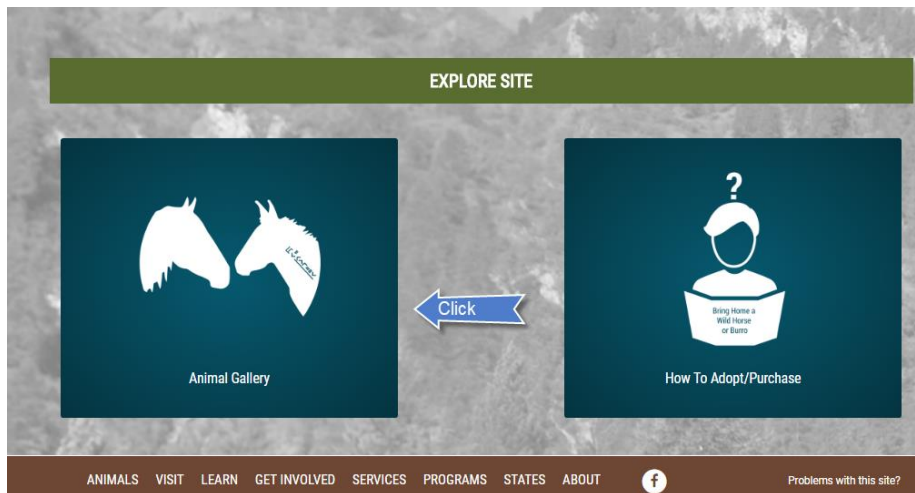 EXPLORE SITE
Click
?
Bring Home a
Wild Horse
or Burro
Animal Gallery
How To Adopt/Purchase
ANIMALS VISIT LEARN GET INVOLVED SERVICES PROGRAMS STATES ABOUT f Problems with this site?